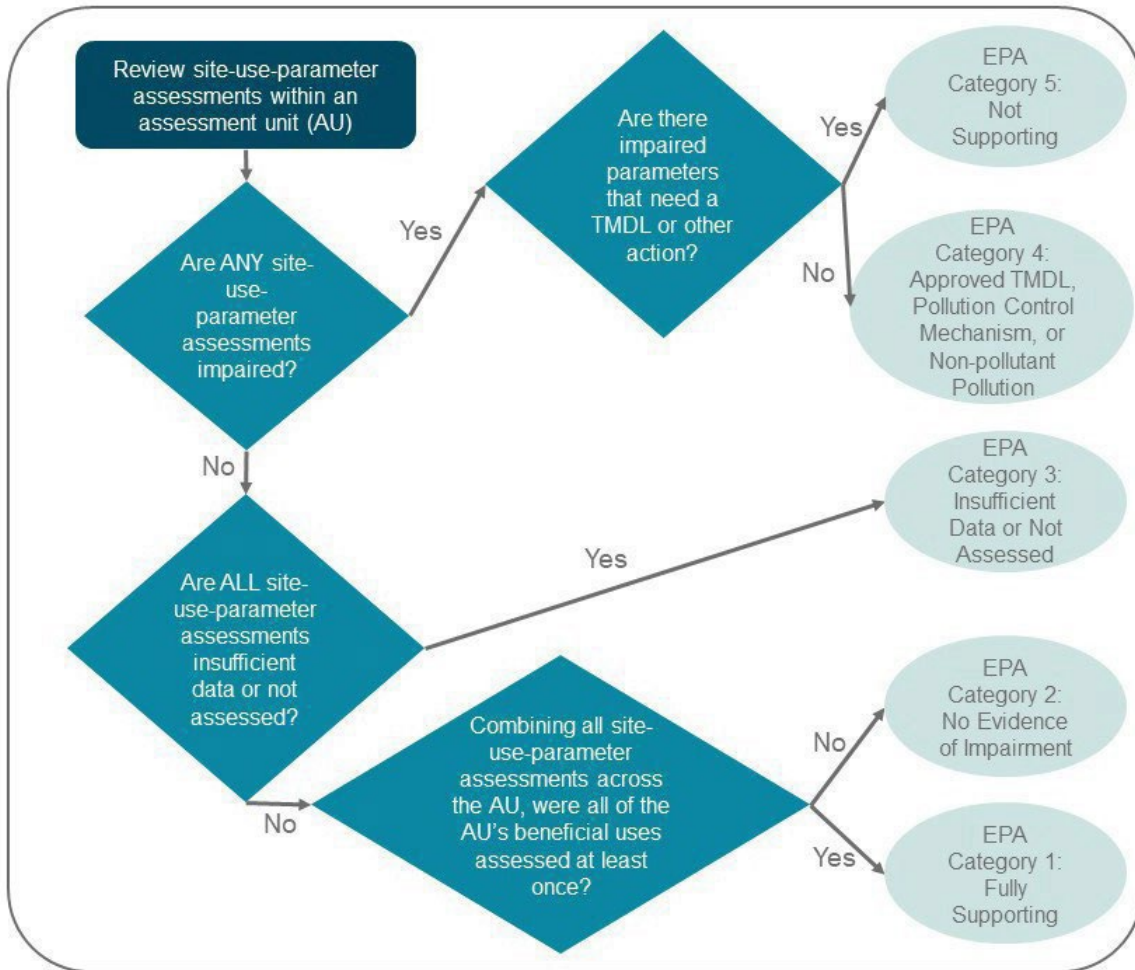 Review site-use-parameter
assessments within an
assessment unit (AU)
Are ANY site-
use-
parameter
assessments
impaired?
Yes
Are there
impaired
parameters
that need a
TMDL or other
action?
Yes
EPA
Category 5:
Not
Supporting
No
EPA
Category 4:
Approved TMDL,
Pollution Control
Mechanism, or
Non-pollutant
Pollution
No
Are ALL site-
use-parameter
assessments
insufficient
data or not
assessed?
Yes
EPA
Category 3:
Insufficient
Data or Not
Assessed
No
Combining all site-
use-parameter
assessments across
the AU, were all of the
AU's beneficial uses
assessed at least
once?
No
EPA
Category 2:
No Evidence
of Impairment
Yes
EPA
Category 1:
Fully
Supporting